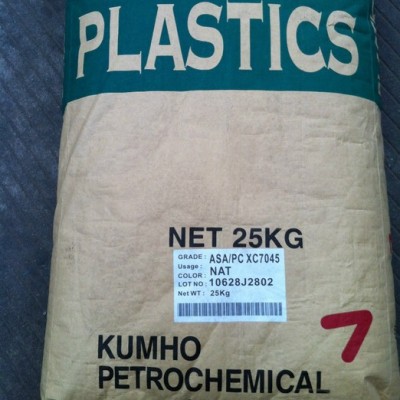 PLASTICS
NET 25KG
GRADE : ASA/PC XC7045
Usage :
COLOR : NAT
LOT NO : 10628J2802
Net WT : 25Kg
KUMHO
PETROCHEMICAL